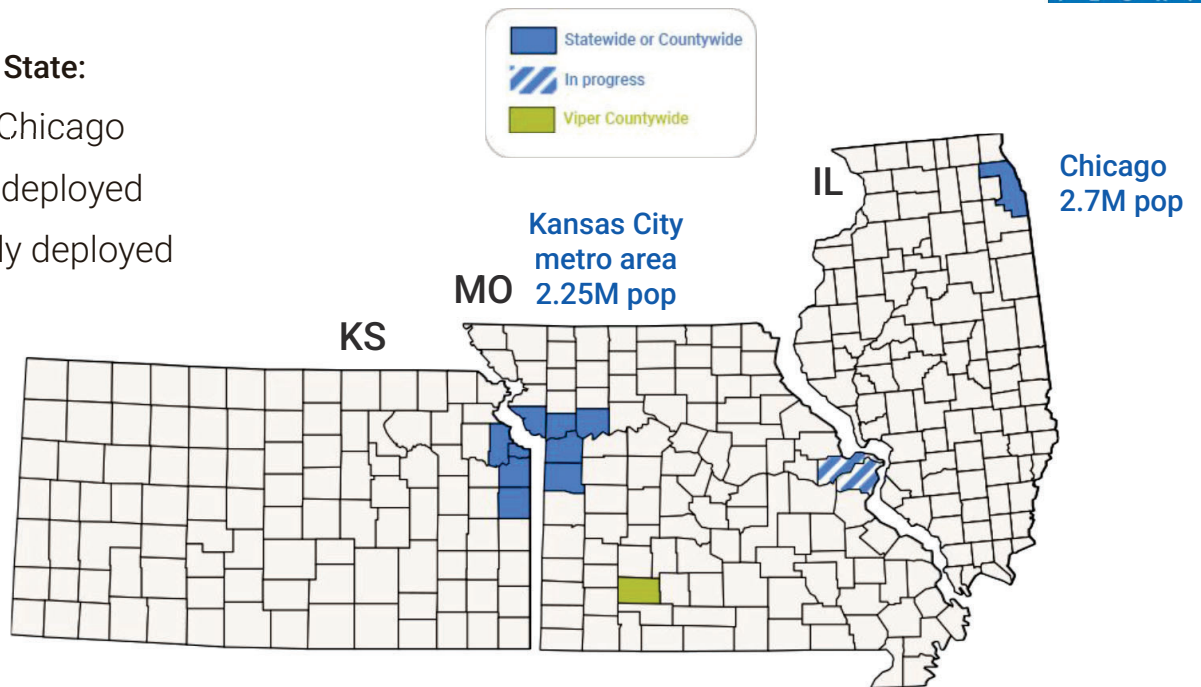 State:
Chicago
deployed
deployed
Statewide or Countywide
In progress
Viper Countywide
IL
Chicago
2.7M pop
Kansas City
metro area
2.25M pop
MO
KS